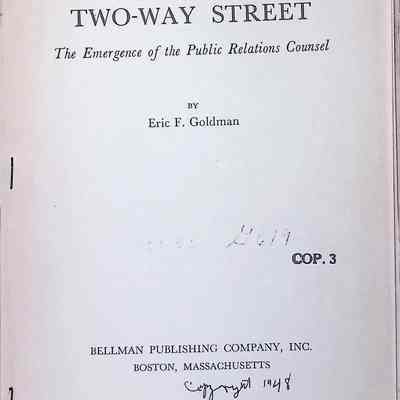 TWO-WAY STREET
The Emergence of the Public Relations Counsel
BY
Eric F. Goldman
COP. 3
BELLMAN PUBLISHING COMPANY, INC.
BOSTON, MASSACHUSETTS
Copyright 1948